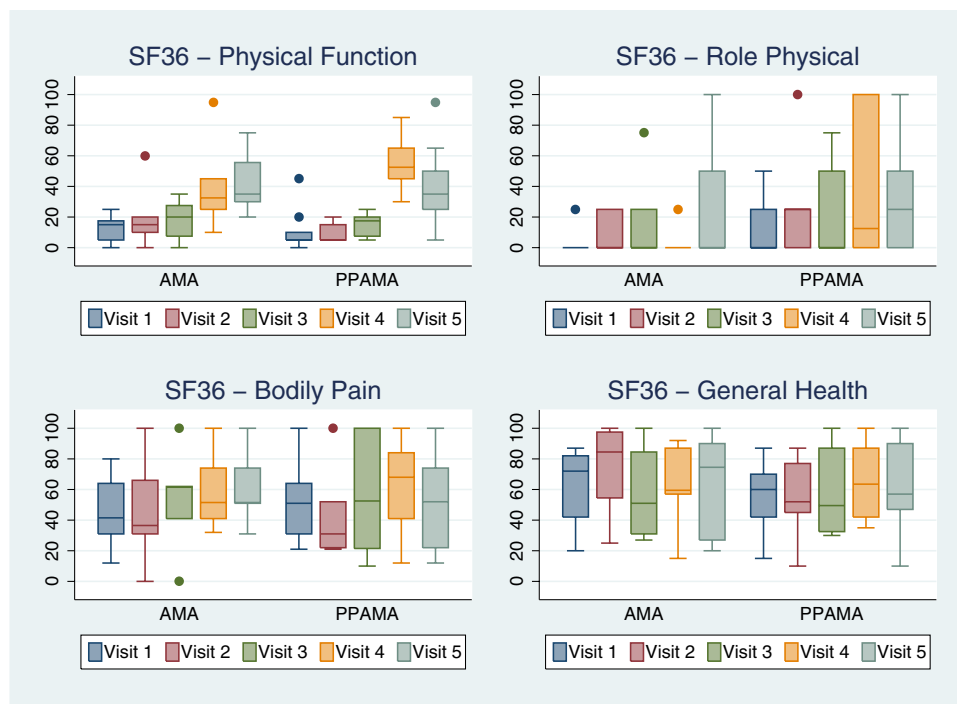 SF36 – Physical Function
0 20 40 60 80 100
AMA PPAMA
Visit 1 Visit 2 Visit 3 Visit 4 Visit 5
SF36 – Role Physical
0 20 40 60 80 100
AMA PPAMA
Visit 1 Visit 2 Visit 3 Visit 4 Visit 5
SF36 – Bodily Pain
0 20 40 60 80 100
AMA PPAMA
Visit 1 Visit 2 Visit 3 Visit 4 Visit 5
SF36 – General Health
0 20 40 60 80 100
AMA PPAMA
Visit 1 Visit 2 Visit 3 Visit 4 Visit 5